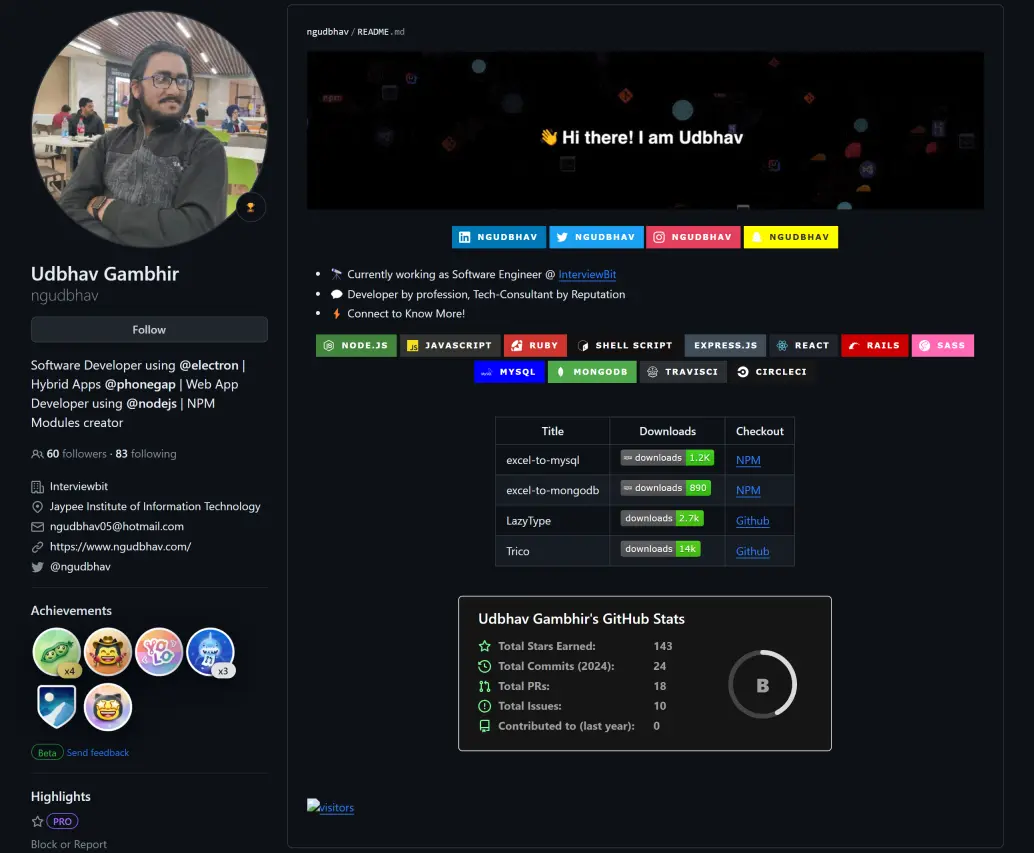 Udbhav Gambhir
ngudbhav
Follow
Software Developer using @electron |
Hybrid Apps @phonegap | Web App
Developer using @nodejs | NPM
Modules creator
60 followers · 83 following
Interviewbit
Jaypee Institute of Information Technology
ngudbhav05@hotmail.com
https://www.ngudbhav.com/
@ngudbhav
Achievements
x4
YOLO
x3
Beta Send feedback
Highlights
PRO
Block or Report
ngudbhav / README.md
👋 Hi there! I am Udbhav
NGUDBHAV NGUDBHAV NGUDBHAV NGUDBHAV
• 🔭 Currently working as Software Engineer @ InterviewBit
• 💬 Developer by profession, Tech-Consultant by Reputation
• ⚡ Connect to Know More!
NODE.JS JS JAVASCRIPT RUBY SHELL SCRIPT EXPRESS.JS REACT RAILS SASS
MYSQL MONGODB TRAVISCI CIRCLECI
Title Downloads Checkout
excel-to-mysql downloads 1.2K NPM
excel-to-mongodb downloads 890 NPM
LazyType downloads 2.7k Github
Trico downloads 14k Github
Udbhav Gambhir's GitHub Stats
Total Stars Earned: 143
Total Commits (2024): 24
Total PRs: 18
Total Issues: 10
Contributed to (last year): 0
B
visitors